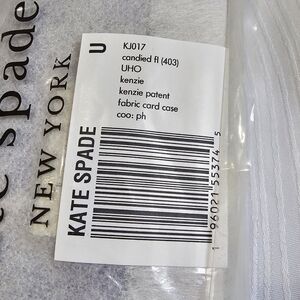 KJ017
candied fl (403)
UHO
kenzie
kenzie patent
fabric card case
coo: ph
U
KATE SPADE
1 96021 55374 5
spade
NEW YORK